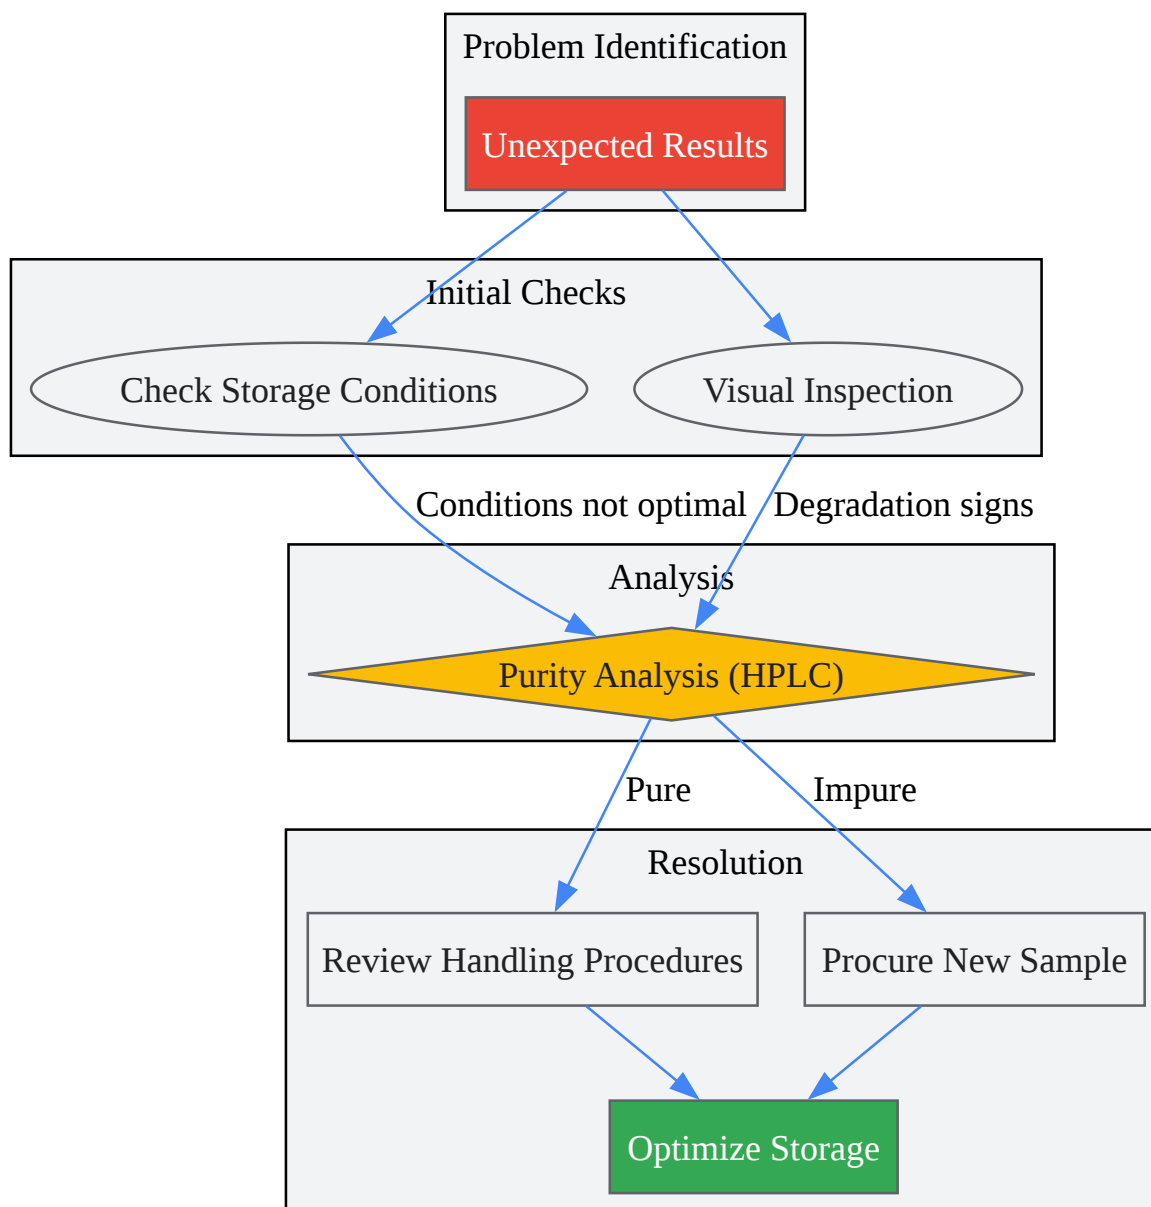 Problem Identification
Unexpected Results
Initial Checks
Check Storage Conditions
Visual Inspection
Conditions not optimal
Degradation signs
Analysis
Purity Analysis (HPLC)
Pure
Impure
Resolution
Review Handling Procedures
Procure New Sample
Optimize Storage